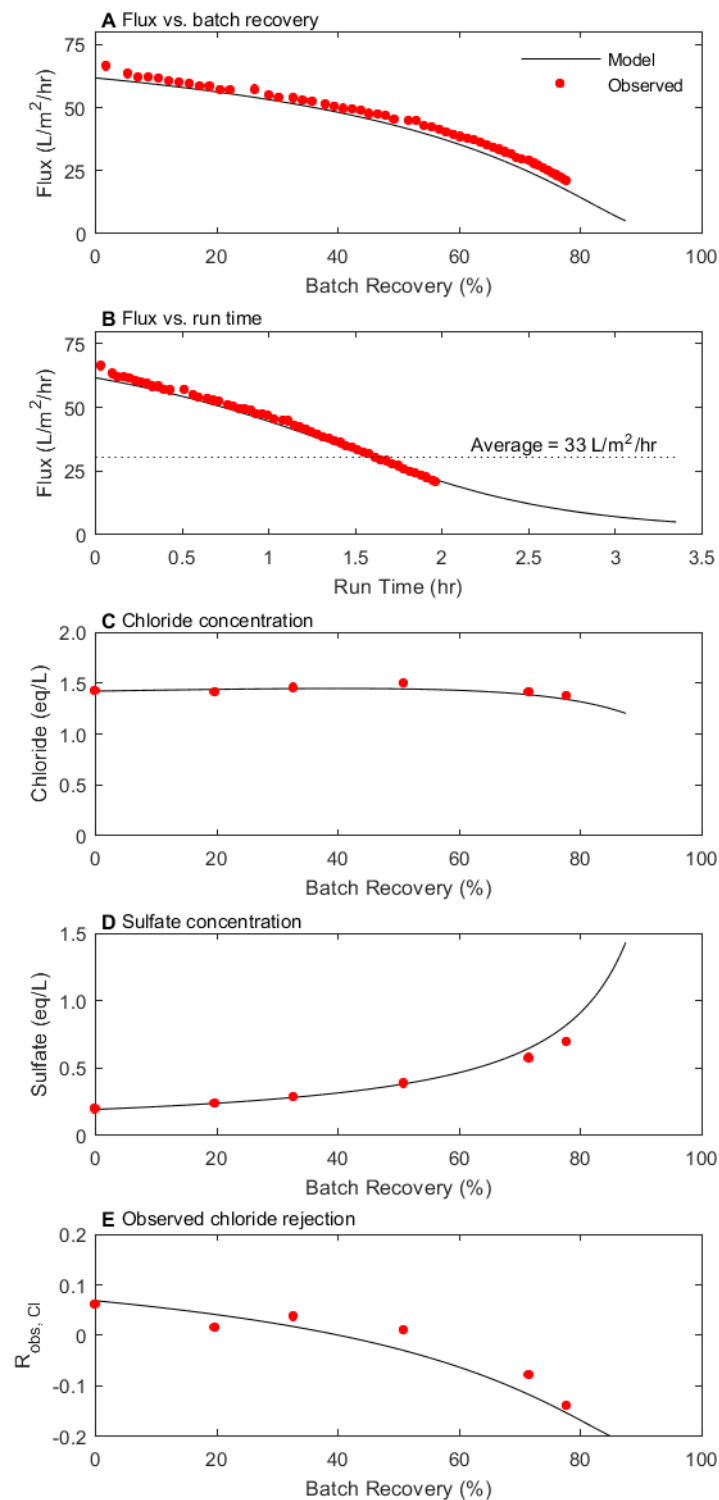 A Flux vs. batch recovery
75
50
25
0
Flux (L/m²/hr)
Model
Observed
0 20 40 60 80 100
Batch Recovery (%)
B Flux vs. run time
75
50
25
0
Flux (L/m²/hr)
Average = 33 L/m²/hr
0 0.5 1 1.5 2 2.5 3 3.5
Run Time (hr)
C Chloride concentration
2.0
1.5
1.0
0.5
0
Chloride (eq/L)
0 20 40 60 80 100
Batch Recovery (%)
D Sulfate concentration
1.5
1.0
0.5
0
Sulfate (eq/L)
0 20 40 60 80 100
Batch Recovery (%)
E Observed chloride rejection
0.2
0.1
0
-0.1
-0.2
R obs, Cl
0 20 40 60 80 100
Batch Recovery (%)